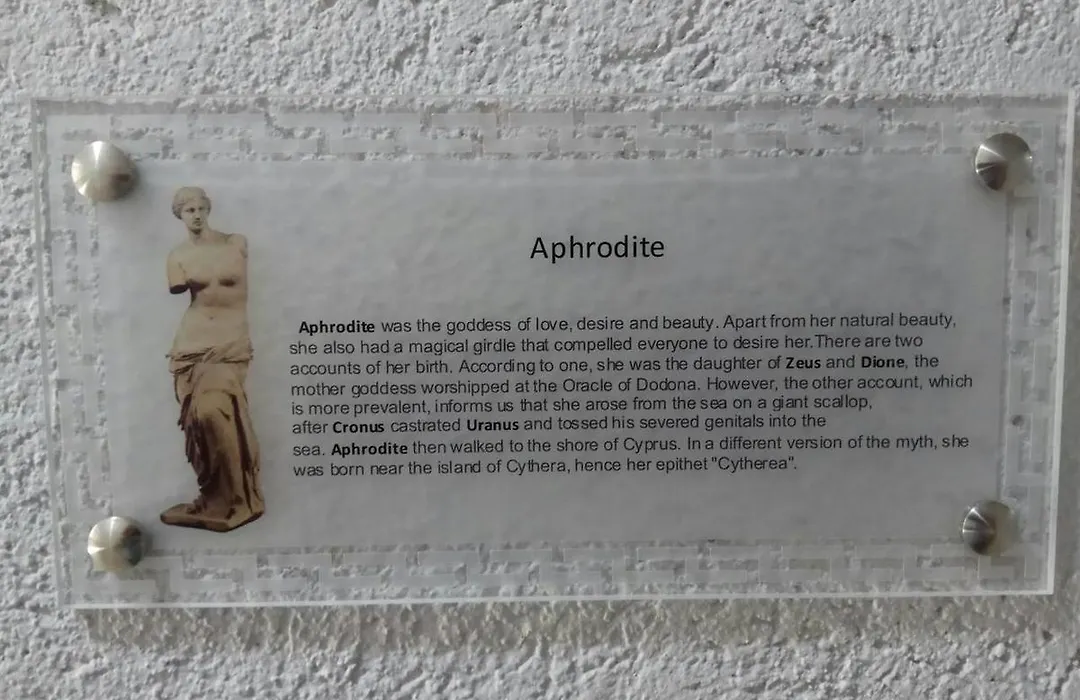 Aphrodite
Aphrodite was the goddess of love, desire and beauty. Apart from her natural beauty,
she also had a magical girdle that compelled everyone to desire her.There are two
accounts of her birth. According to one, she was the daughter of Zeus and Dione, the
mother goddess worshipped at the Oracle of Dodona. However, the other account, which
is more prevalent, informs us that she arose from the sea on a giant scallop,
after Cronus castrated Uranus and tossed his severed genitals into the
sea. Aphrodite then walked to the shore of Cyprus. In a different version of the myth, she
was born near the island of Cythera, hence her epithet "Cytherea".